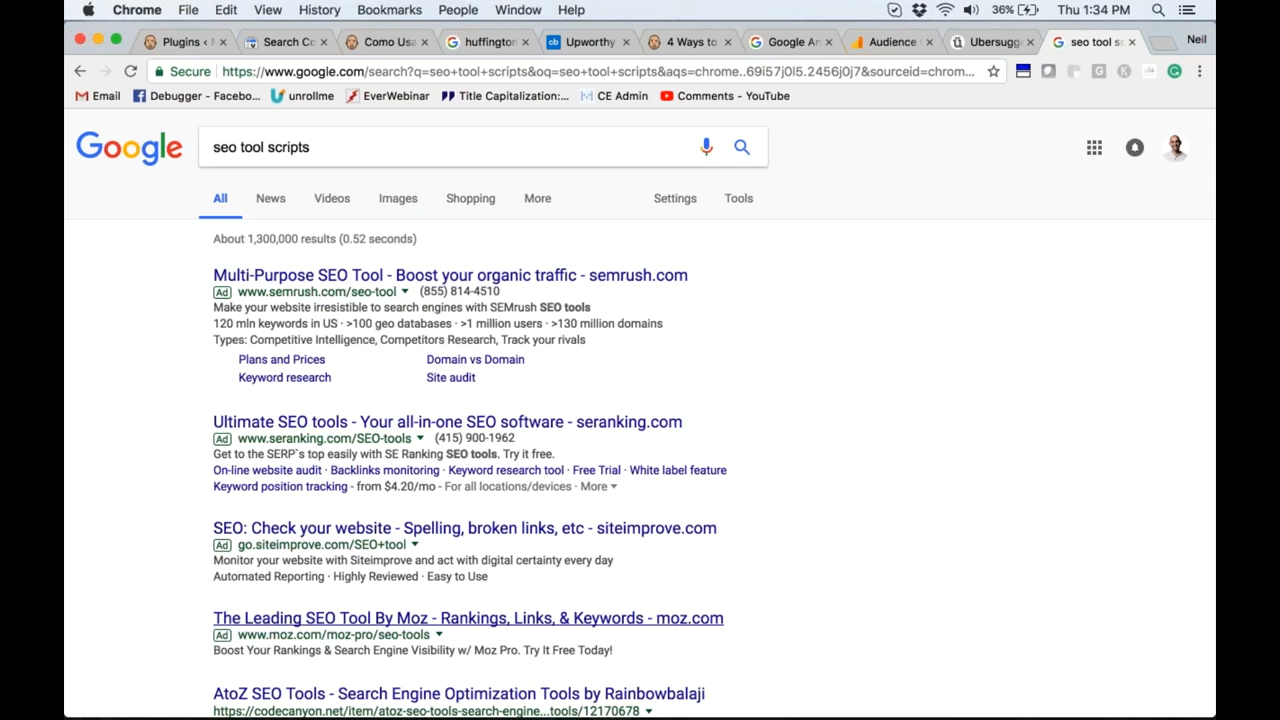 Chrome File Edit View History Bookmarks People Window Help 36% Thu 1:34 PM
Plugins ‹ Search Co Como Usa huffington Upworthy 4 Ways to Google An Audience Ubersugg seo tool sc Neil
Secure https://www.google.com/search?q=seo+tool+scripts&oq=seo+tool+scripts&aqs=chrome..69i57j0l5.2456j0j7&sourceid=chrom...
Email Debugger - Facebo... unrollme EverWebinar Title Capitalization:... CE Admin Comments - YouTube
Google seo tool scripts
All News Videos Images Shopping More Settings Tools
About 1,300,000 results (0.52 seconds)
Multi-Purpose SEO Tool - Boost your organic traffic - semrush.com
Ad www.semrush.com/seo-tool (855) 814-4510
Make your website irresistible to search engines with SEMrush SEO tools
120 mln keywords in US · >100 geo databases · >1 million users · >130 million domains
Types: Competitive Intelligence, Competitors Research, Track your rivals
Plans and Prices Domain vs Domain
Keyword research Site audit
Ultimate SEO tools - Your all-in-one SEO software - seranking.com
Ad www.seranking.com/SEO-tools (415) 900-1962
Get to the SERP`s top easily with SE Ranking SEO tools. Try it free.
On-line website audit · Backlinks monitoring · Keyword research tool · Free Trial · White label feature
Keyword position tracking - from $4.20/mo - For all locations/devices · More
SEO: Check your website - Spelling, broken links, etc - siteimprove.com
Ad go.siteimprove.com/SEO+tool
Monitor your website with Siteimprove and act with digital certainty every day
Automated Reporting · Highly Reviewed · Easy to Use
The Leading SEO Tool By Moz - Rankings, Links, & Keywords - moz.com
Ad www.moz.com/moz-pro/seo-tools
Boost Your Rankings & Search Engine Visibility w/ Moz Pro. Try It Free Today!
AtoZ SEO Tools - Search Engine Optimization Tools by Rainbowbalaji
https://codecanyon.net/item/atoz-seo-tools-search-engine...tools/12170678